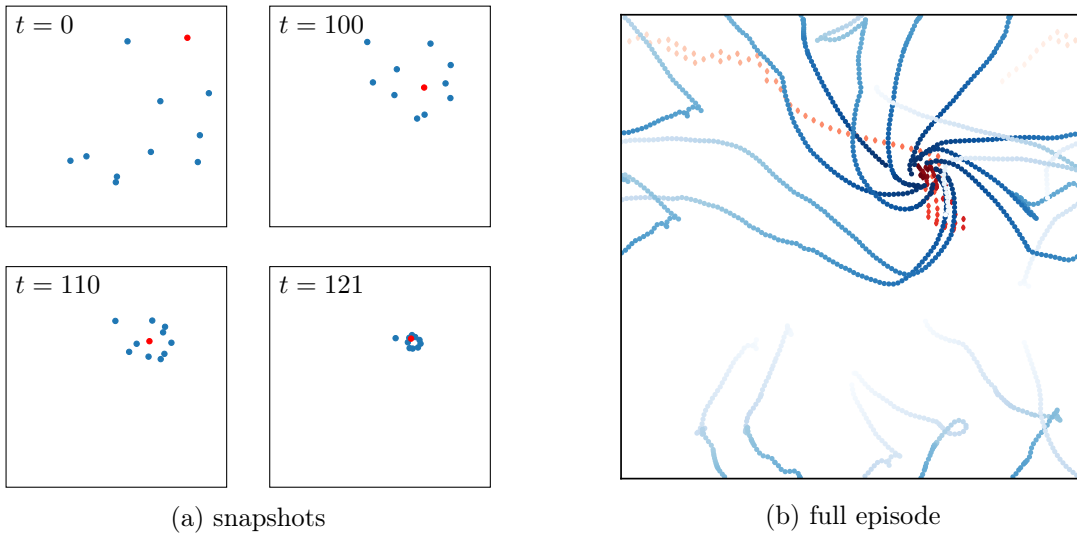 t = 0
t = 100
t = 110
t = 121
(a) snapshots
(b) full episode